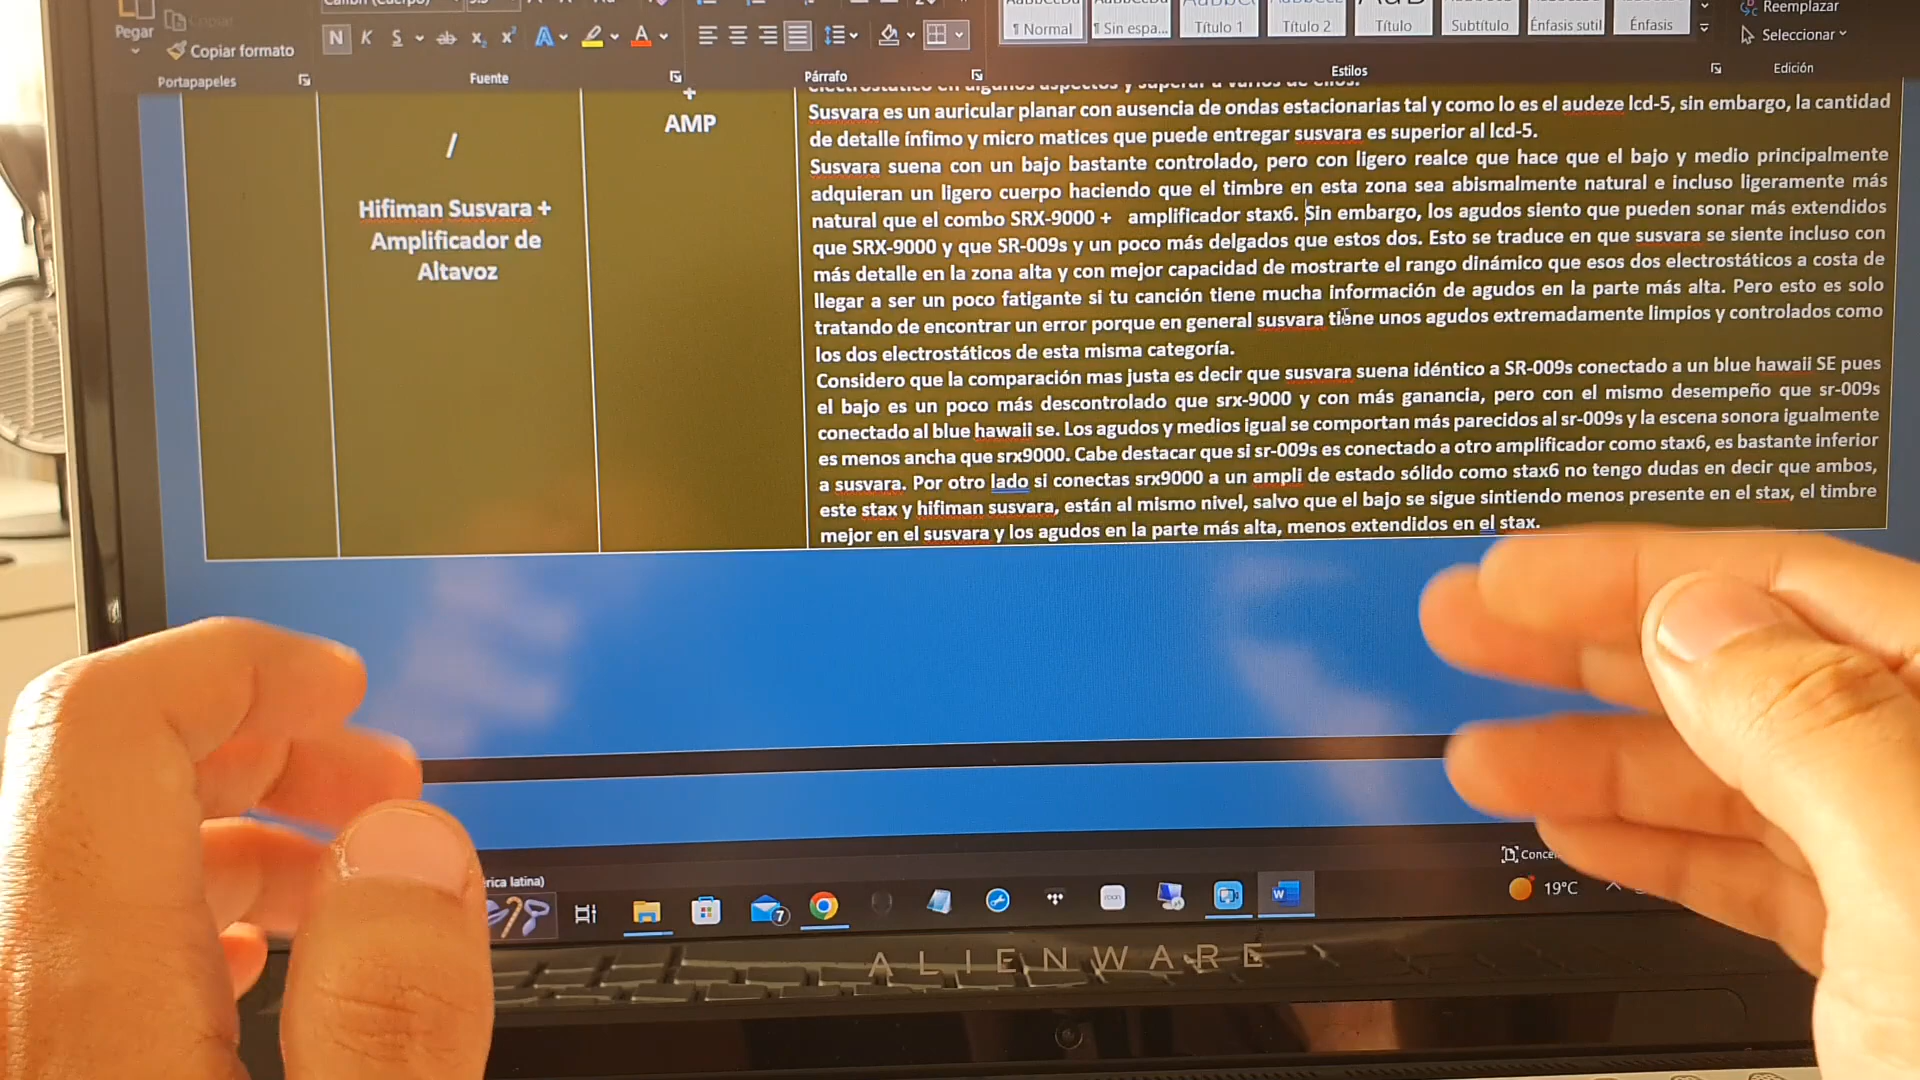 Pegar
Copiar
Copiar formato
Portapapeles
N K S ab x₂ x² A A
Fuente
Párrafo
¶ Normal
¶ Sin espa...
Título 1
Título 2
Título
Subtítulo
Énfasis sutil
Énfasis
Estilos
Reemplazar
Seleccionar
Edición
/
Hifiman Susvara +
Amplificador de
Altavoz
+
AMP
electrostático en algunos aspectos y superar a varios de ellos.
Susvara es un auricular planar con ausencia de ondas estacionarias tal y como lo es el audeze lcd-5, sin embargo, la cantidad
de detalle ínfimo y micro matices que puede entregar susvara es superior al lcd-5.
Susvara suena con un bajo bastante controlado, pero con ligero realce que hace que el bajo y medio principalmente
adquieran un ligero cuerpo haciendo que el timbre en esta zona sea abismalmente natural e incluso ligeramente más
natural que el combo SRX-9000 + amplificador stax6. Sin embargo, los agudos siento que pueden sonar más extendidos
que SRX-9000 y que SR-009s y un poco más delgados que estos dos. Esto se traduce en que susvara se siente incluso con
más detalle en la zona alta y con mejor capacidad de mostrarte el rango dinámico que esos dos electrostáticos a costa de
llegar a ser un poco fatigante si tu canción tiene mucha información de agudos en la parte más alta. Pero esto es solo
tratando de encontrar un error porque en general susvara tiene unos agudos extremadamente limpios y controlados como
los dos electrostáticos de esta misma categoría.
Considero que la comparación mas justa es decir que susvara suena idéntico a SR-009s conectado a un blue hawaii SE pues
el bajo es un poco más descontrolado que srx-9000 y con más ganancia, pero con el mismo desempeño que sr-009s
conectado al blue hawaii se. Los agudos y medios igual se comportan más parecidos al sr-009s y la escena sonora igualmente
es menos ancha que srx9000. Cabe destacar que si sr-009s es conectado a otro amplificador como stax6, es bastante inferior
a susvara. Por otro lado si conectas srx9000 a un ampli de estado sólido como stax6 no tengo dudas en decir que ambos,
este stax y hifiman susvara, están al mismo nivel, salvo que el bajo se sigue sintiendo menos presente en el stax, el timbre
mejor en el susvara y los agudos en la parte más alta, menos extendidos en el stax.
rica latina)
Conce
7
W
19°C
ALIENWARE